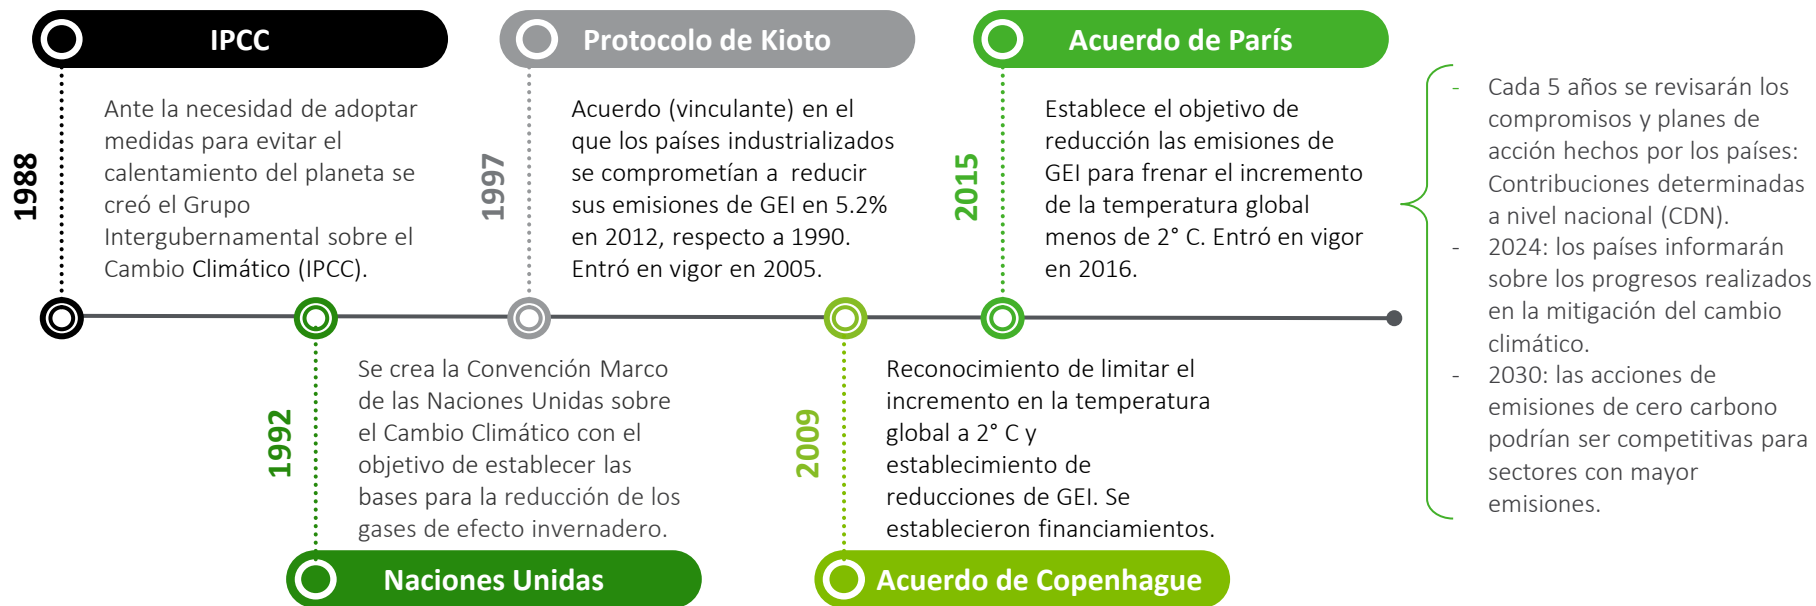 IPCC
1988
Ante la necesidad de adoptar
medidas para evitar el
calentamiento del planeta se
creó el Grupo
Intergubernamental sobre el
Cambio Climático (IPCC).
1992
Se crea la Convención Marco
de las Naciones Unidas sobre
el Cambio Climático con el
objetivo de establecer las
bases para la reducción de los
gases de efecto invernadero.
Naciones Unidas
Protocolo de Kioto
1997
Acuerdo (vinculante) en el
que los países industrializados
se comprometían a reducir
sus emisiones de GEI en 5.2%
en 2012, respecto a 1990.
Entró en vigor en 2005.
2009
Reconocimiento de limitar el
incremento en la temperatura
global a 2° C y
establecimiento de
reducciones de GEI. Se
establecieron financiamientos.
Acuerdo de Copenhague
Acuerdo de París
2015
Establece el objetivo de
reducción las emisiones de
GEI para frenar el incremento
de la temperatura global
menos de 2° C. Entró en vigor
en 2016.
- Cada 5 años se revisarán los
compromisos y planes de
acción hechos por los países:
Contribuciones determinadas
a nivel nacional (CDN).
- 2024: los países informarán
sobre los progresos realizados
en la mitigación del cambio
climático.
- 2030: las acciones de
emisiones de cero carbono
podrían ser competitivas para
sectores con mayor
emisiones.